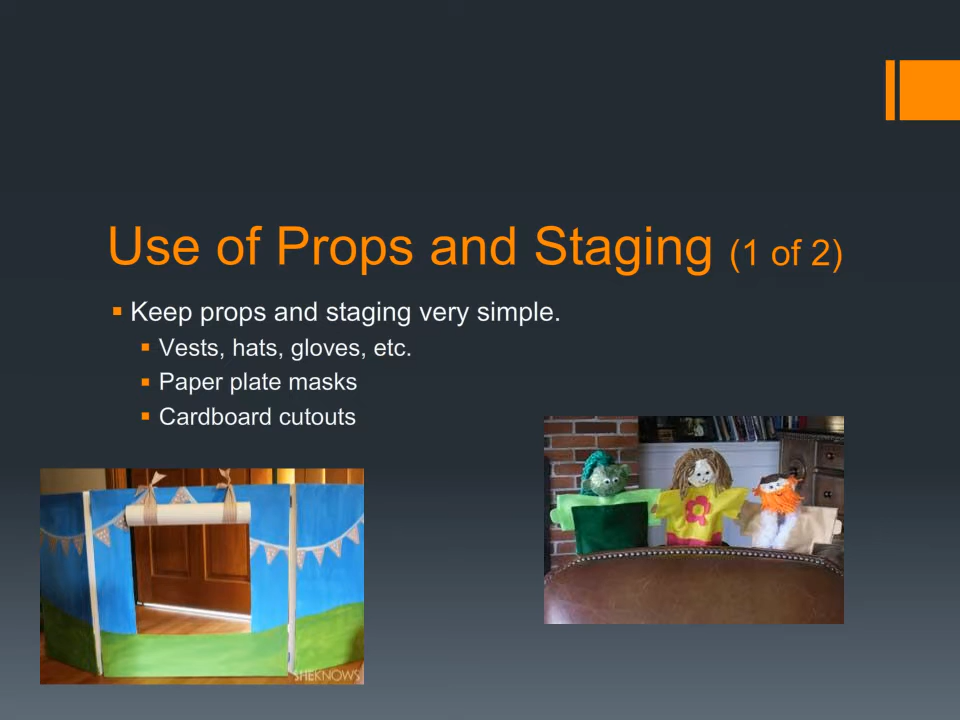 Use of Props and Staging (1 of 2)
Keep props and staging very simple.
Vests, hats, gloves, etc.
Paper plate masks
Cardboard cutouts
SHEKNOWS